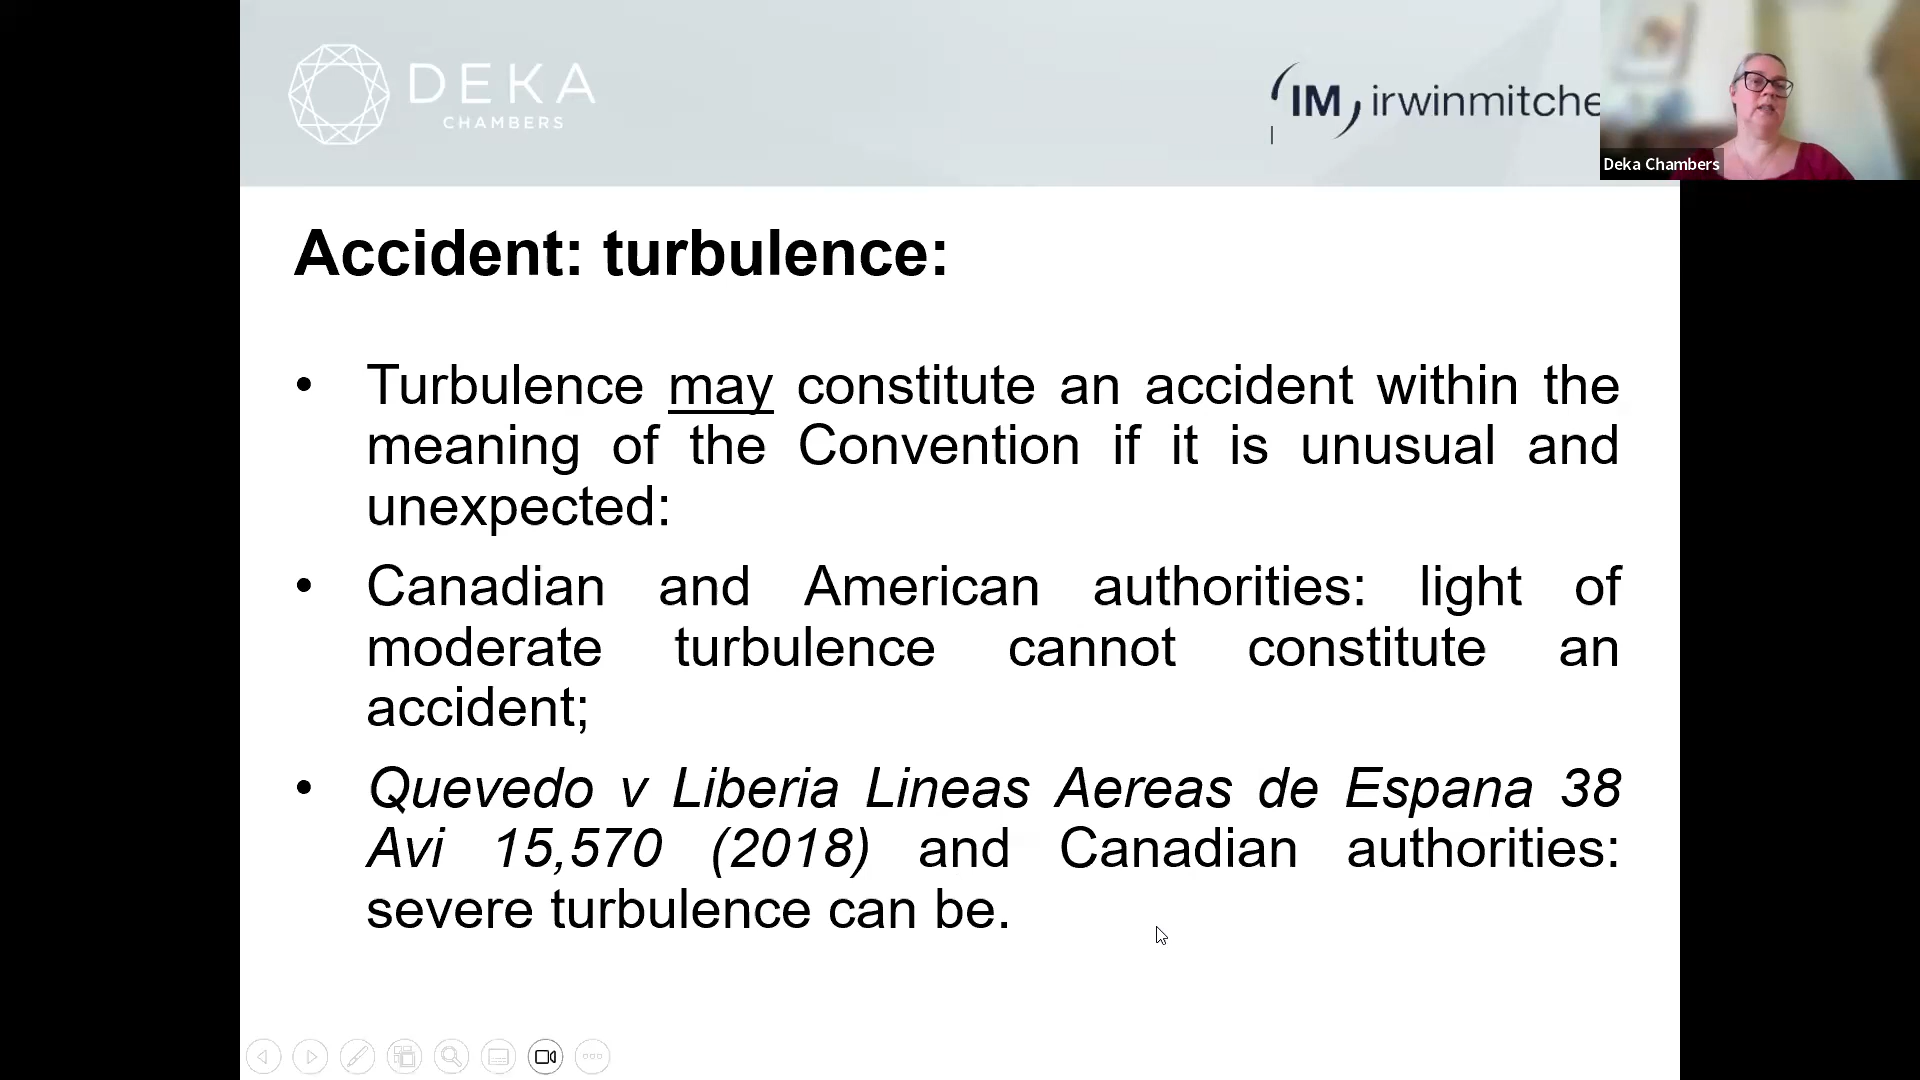 DEKA
CHAMBERS
IM irwinmitche
Deka Chambers
Accident: turbulence:
• Turbulence may constitute an accident within the
meaning of the Convention if it is unusual and
unexpected:
• Canadian and American authorities: light of
moderate turbulence cannot constitute an
accident;
• Quevedo v Liberia Lineas Aereas de Espana 38
Avi 15,570 (2018) and Canadian authorities:
severe turbulence can be.